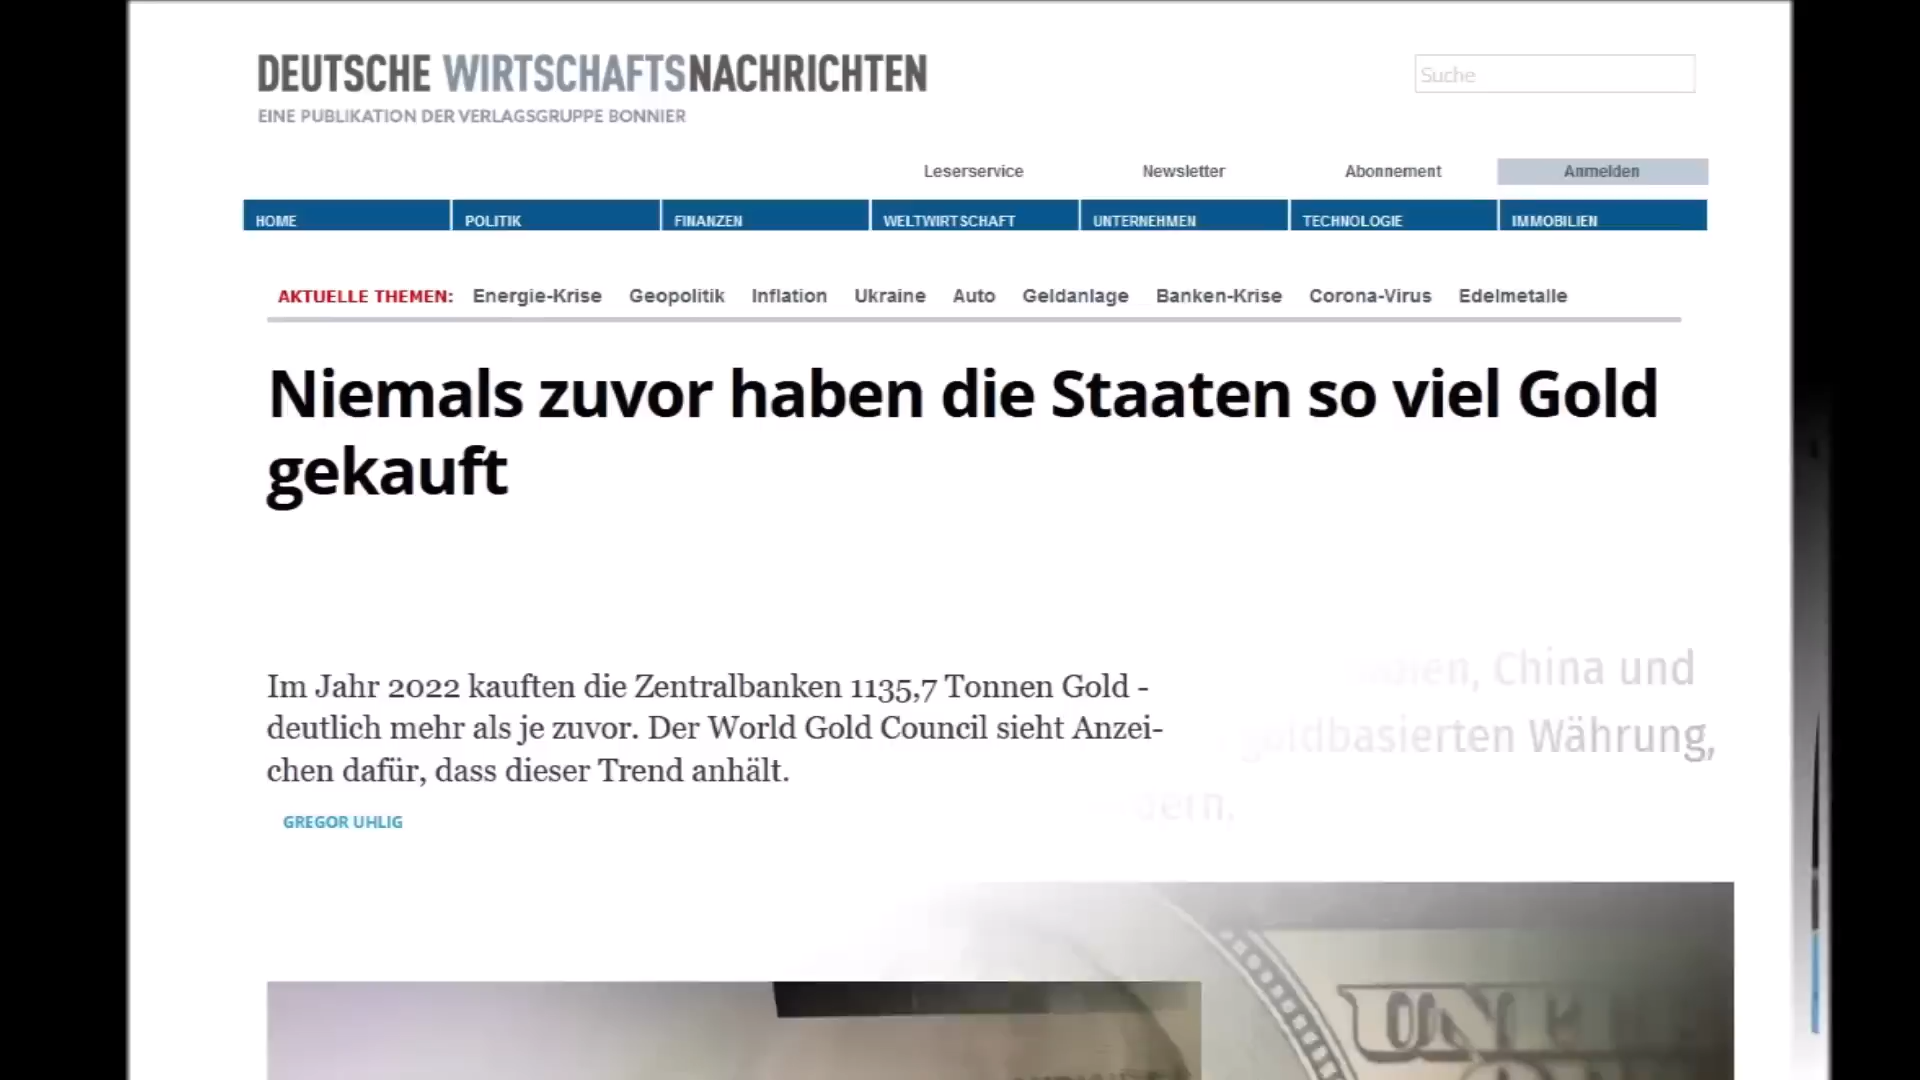 DEUTSCHE WIRTSCHAFTSNACHRICHTEN
EINE PUBLIKATION DER VERLAGSGRUPPE BONNIER
Suche
Leserservice Newsletter Abonnement Anmelden
HOME POLITIK FINANZEN WELTWIRTSCHAFT UNTERNEHMEN TECHNOLOGIE IMMOBILIEN
AKTUELLE THEMEN: Energie-Krise Geopolitik Inflation Ukraine Auto Geldanlage Banken-Krise Corona-Virus Edelmetalle
Niemals zuvor haben die Staaten so viel Gold
gekauft
Im Jahr 2022 kauften die Zentralbanken 1135,7 Tonnen Gold -
deutlich mehr als je zuvor. Der World Gold Council sieht Anzei-
chen dafür, dass dieser Trend anhält.
GREGOR UHLIG
China und
goldbasierten Währung,